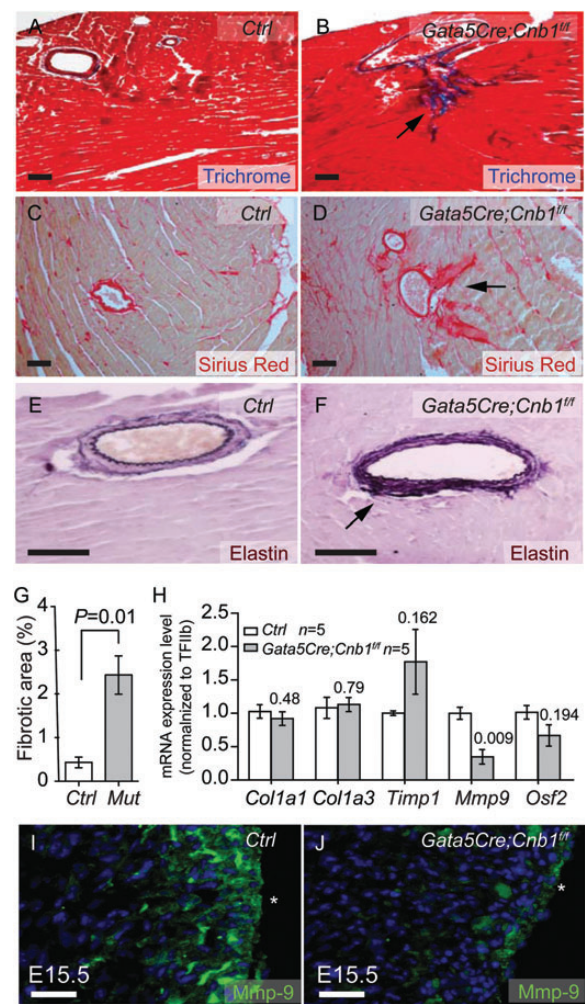 A Ctrl
Trichrome
B Gata5Cre;Cnb1f/f
Trichrome
C Ctrl
Sirius Red
D Gata5Cre;Cnb1f/f
Sirius Red
E Ctrl
Elastin
F Gata5Cre;Cnb1f/f
Elastin
G
Fibrotic area (%)
4
3
2
1
0
P=0.01
Ctrl Mut
H
mRNA expression level
(normalnized to TFIIb)
2.5
2.0
1.5
1.0
0.5
0
Ctrl n=5
Gata5Cre;Cnb1f/f n=5
0.48
0.79
0.162
0.009
0.194
Col1a1 Col1a3 Timp1 Mmp9 Osf2
I Ctrl
*
E15.5
Mmp-9
J Gata5Cre;Cnb1f/f
*
E15.5
Mmp-9